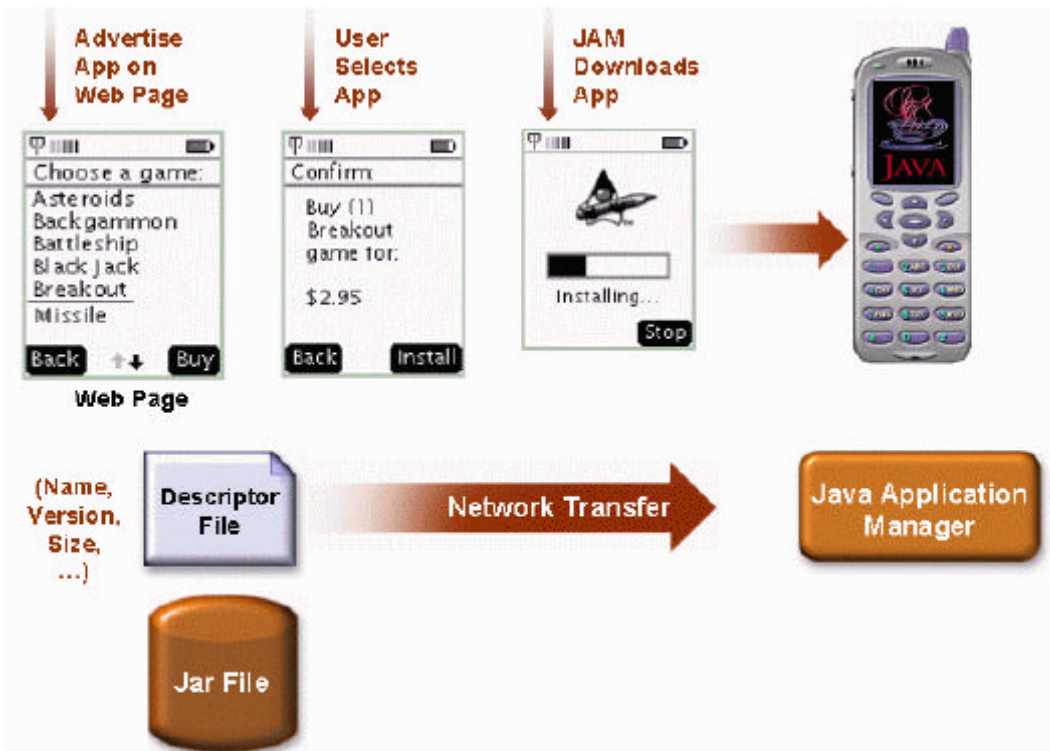 Advertise
App on
Web Page
User
Selects
App
JAM
Downloads
App
Choose a game:
Asteroids
Backgammon
Battleship
Black Jack
Breakout
Missile
Back
Buy
Web Page
Confirm:
Buy (1)
Breakout
game for:
$2.95
Back
Install
Installing...
Stop
JAVA
(Name,
Version,
Size,
...)
Descriptor
File
Network Transfer
Java Application
Manager
Jar File